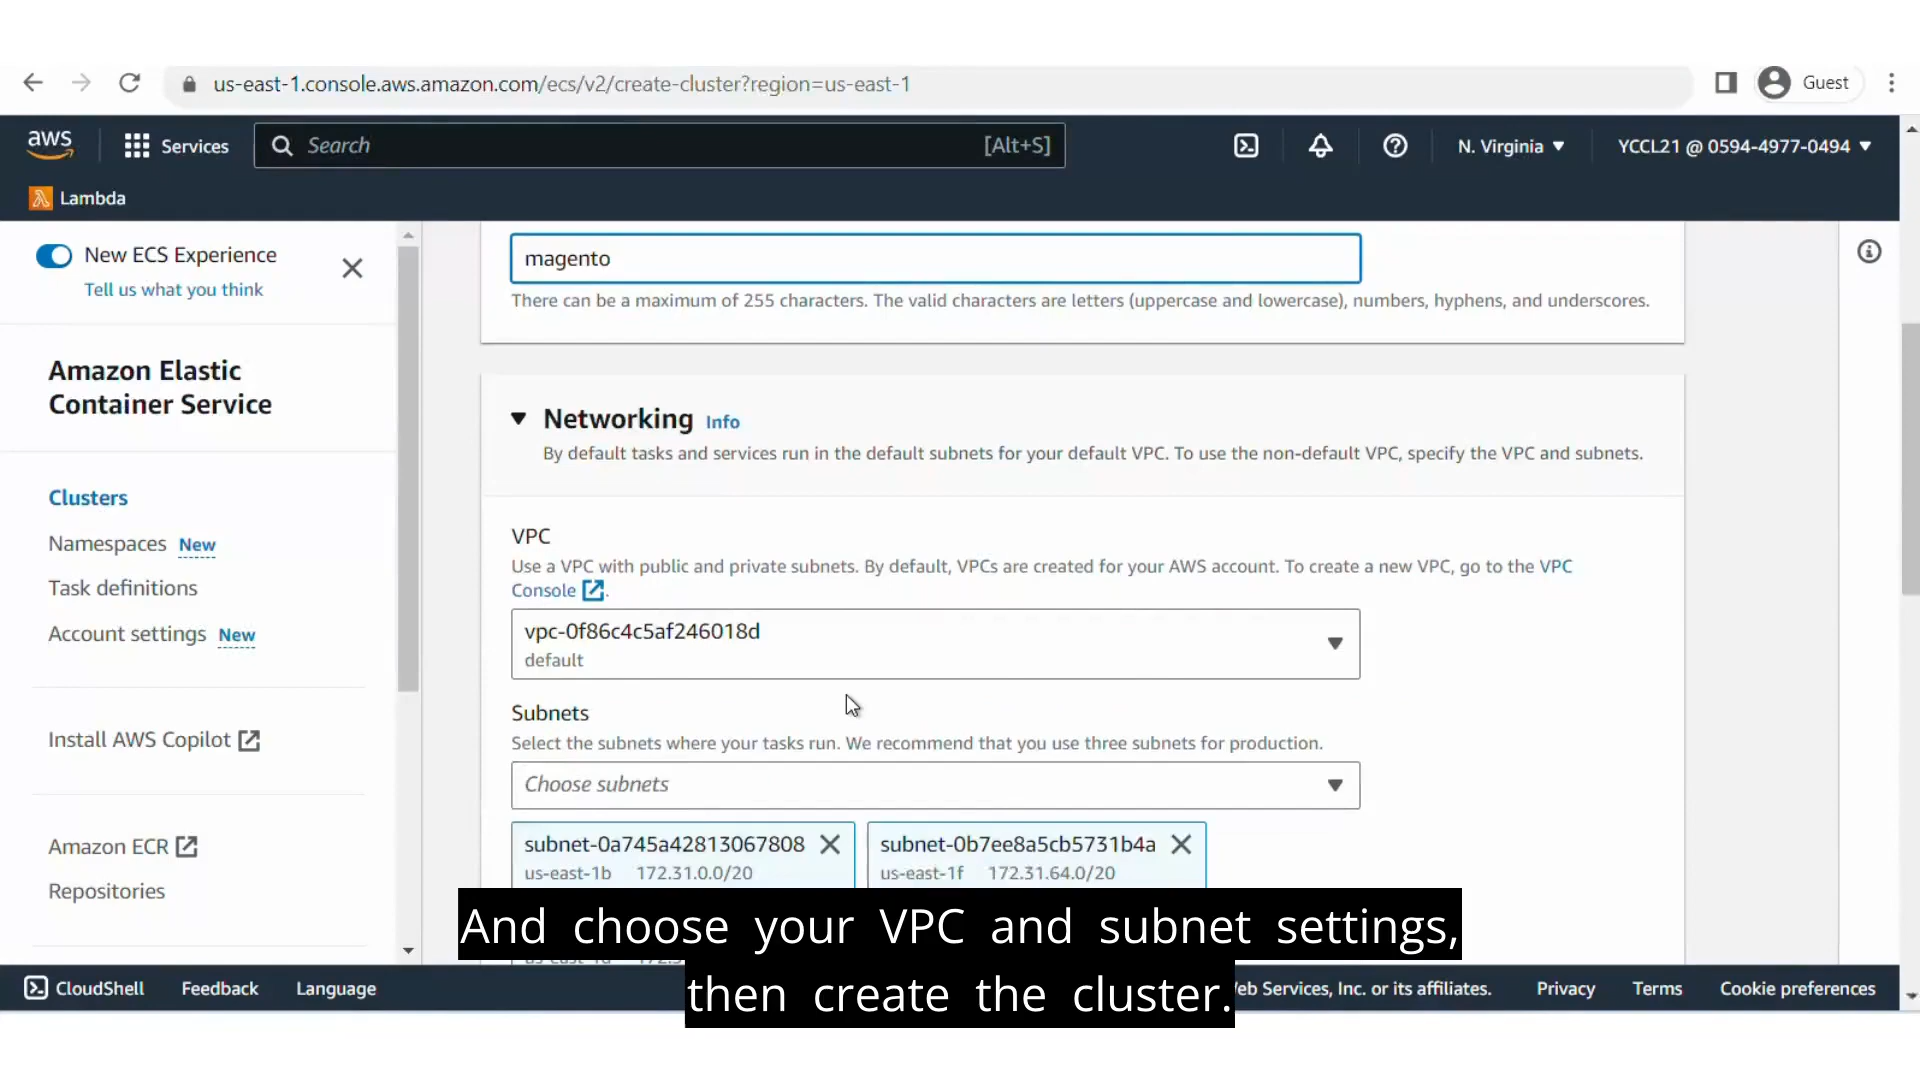 us-east-1.console.aws.amazon.com/ecs/v2/create-cluster?region=us-east-1
Guest
aws
Services
Search
[Alt+S]
N. Virginia
YCCL21 @ 0594-4977-0494
Lambda
New ECS Experience
Tell us what you think
Amazon Elastic
Container Service
Clusters
Namespaces New
Task definitions
Account settings New
Install AWS Copilot
Amazon ECR
Repositories
magento
There can be a maximum of 255 characters. The valid characters are letters (uppercase and lowercase), numbers, hyphens, and underscores.
Networking Info
By default tasks and services run in the default subnets for your default VPC. To use the non-default VPC, specify the VPC and subnets.
VPC
Use a VPC with public and private subnets. By default, VPCs are created for your AWS account. To create a new VPC, go to the VPC
Console.
vpc-0f86c4c5af246018d
default
Subnets
Select the subnets where your tasks run. We recommend that you use three subnets for production.
Choose subnets
subnet-0a745a42813067808
us-east-1b 172.31.0.0/20
subnet-0b7ee8a5cb5731b4a
us-east-1f 172.31.64.0/20
And choose your VPC and subnet settings,
then create the cluster.
CloudShell
Feedback
Language
Web Services, Inc. or its affiliates.
Privacy
Terms
Cookie preferences